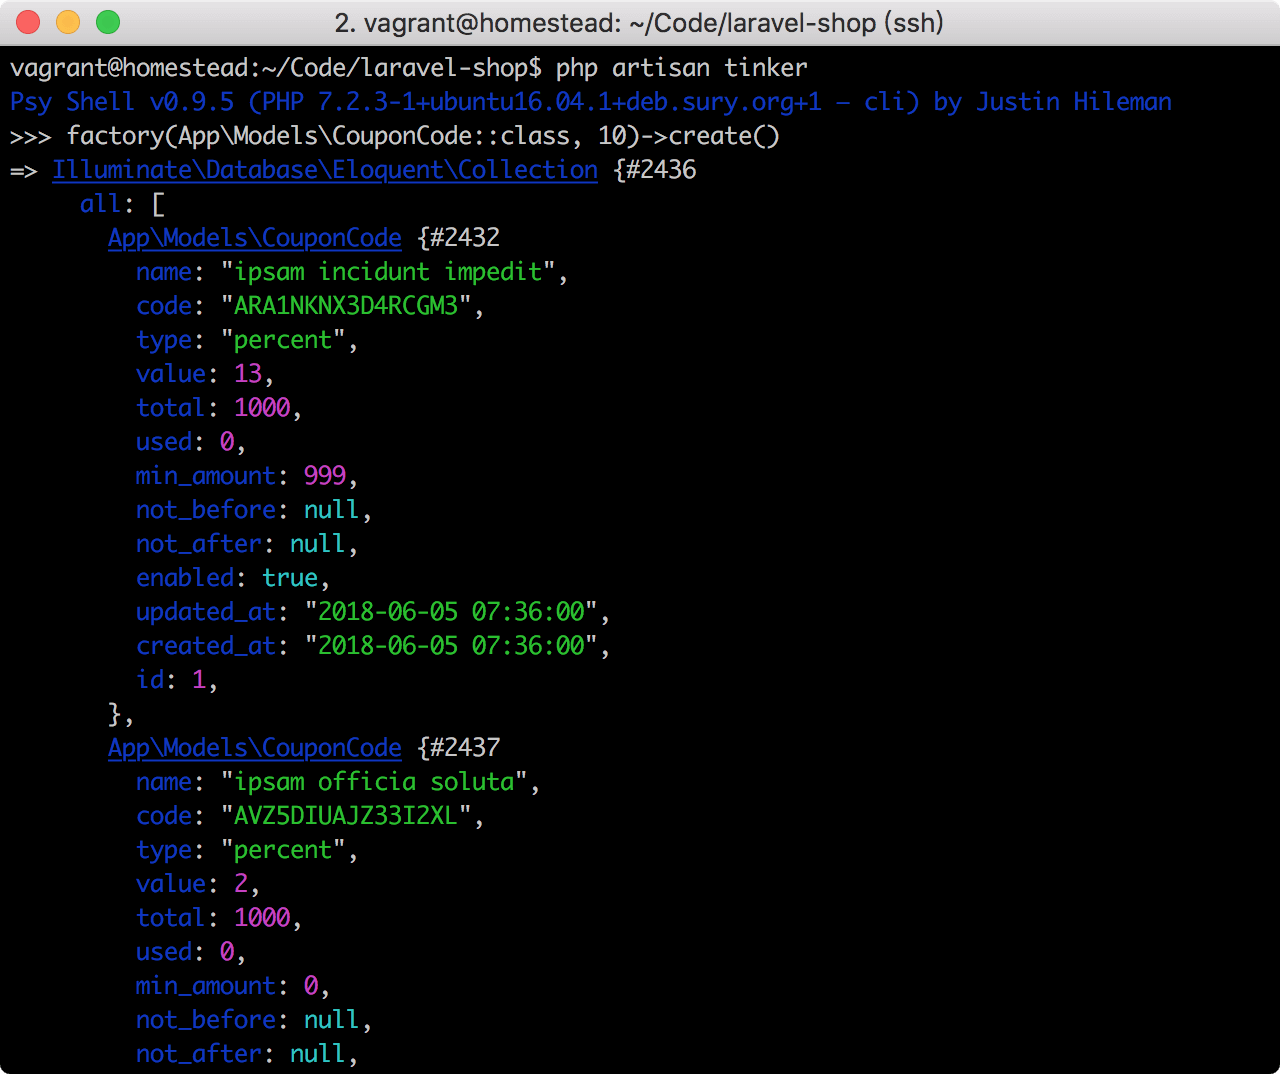 2. vagrant@homestead: ~/Code/laravel-shop (ssh)
vagrant@homestead:~/Code/laravel-shop$ php artisan tinker
Psy Shell v0.9.5 (PHP 7.2.3-1+ubuntu16.04.1+deb.sury.org+1 — cli) by Justin Hileman
>>> factory(App\Models\CouponCode::class, 10)->create()
=> Illuminate\Database\Eloquent\Collection {#2436
     all: [
       App\Models\CouponCode {#2432
         name: "ipsam incidunt impedit",
         code: "ARA1NKNX3D4RCGM3",
         type: "percent",
         value: 13,
         total: 1000,
         used: 0,
         min_amount: 999,
         not_before: null,
         not_after: null,
         enabled: true,
         updated_at: "2018-06-05 07:36:00",
         created_at: "2018-06-05 07:36:00",
         id: 1,
       },
       App\Models\CouponCode {#2437
         name: "ipsam officia soluta",
         code: "AVZ5DIUAJZ33I2XL",
         type: "percent",
         value: 2,
         total: 1000,
         used: 0,
         min_amount: 0,
         not_before: null,
         not_after: null,